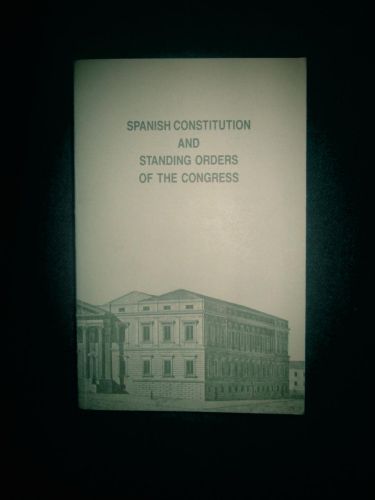 SPANISH CONSTITUTION
AND
STANDING ORDERS
OF THE CONGRESS